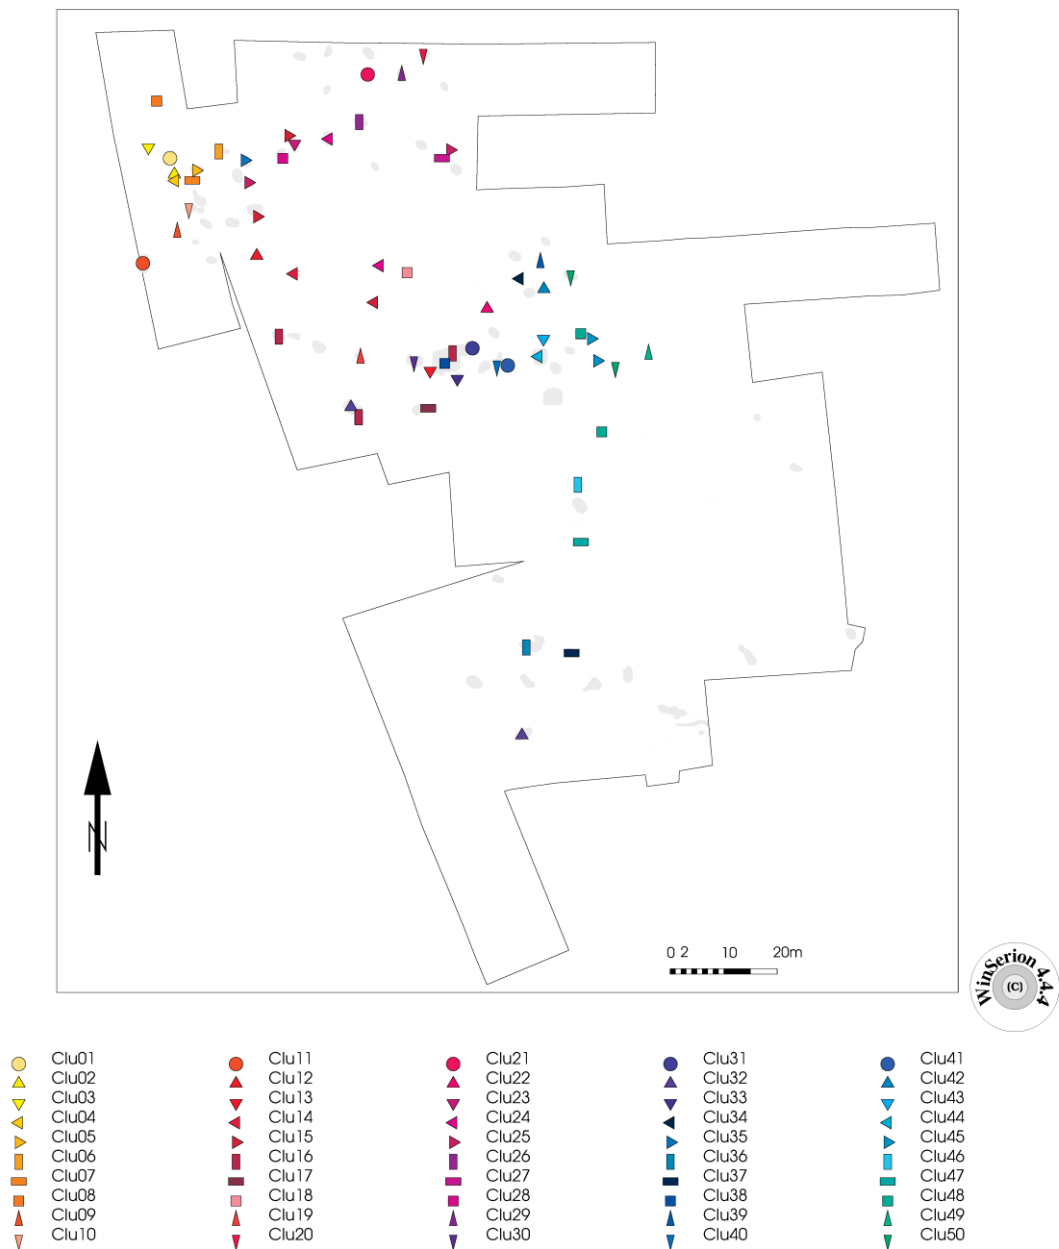 N
0 2 10 20m
WinSerion 4.4.4
(C)
Clu01 Clu11 Clu21 Clu31 Clu41
Clu02 Clu12 Clu22 Clu32 Clu42
Clu03 Clu13 Clu23 Clu33 Clu43
Clu04 Clu14 Clu24 Clu34 Clu44
Clu05 Clu15 Clu25 Clu35 Clu45
Clu06 Clu16 Clu26 Clu36 Clu46
Clu07 Clu17 Clu27 Clu37 Clu47
Clu08 Clu18 Clu28 Clu38 Clu48
Clu09 Clu19 Clu29 Clu39 Clu49
Clu10 Clu20 Clu30 Clu40 Clu50